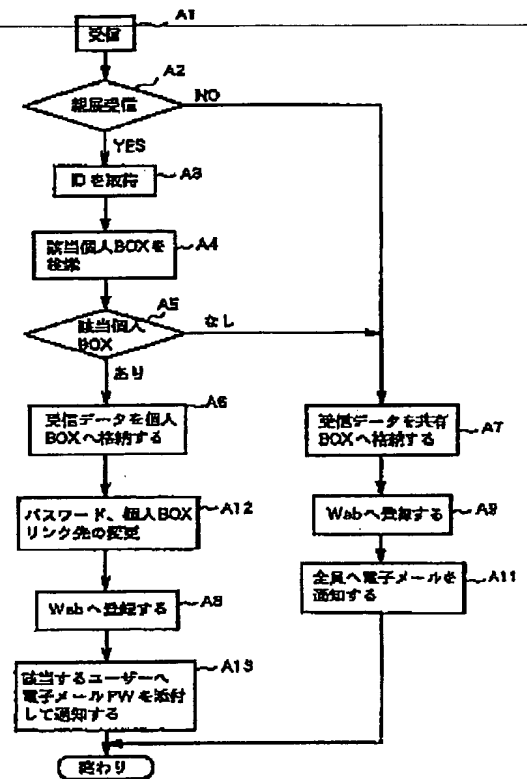 A1
受信
A2
親展受信
NO
YES
IDを取得
A3
該当個人BOXを
検索
A4
A5
該当個人
BOX
なし
あり
A6
受信データを個人
BOXへ格納する
受信データを共有
BOXへ格納する
A7
パスワード、個人BOX
リンク先の変更
A12
Webへ登録する
A9
Webへ登録する
A8
全員へ電子メールを
通知する
A11
該当するユーザーへ
電子メールPWを添付
して通知する
A13
終わり